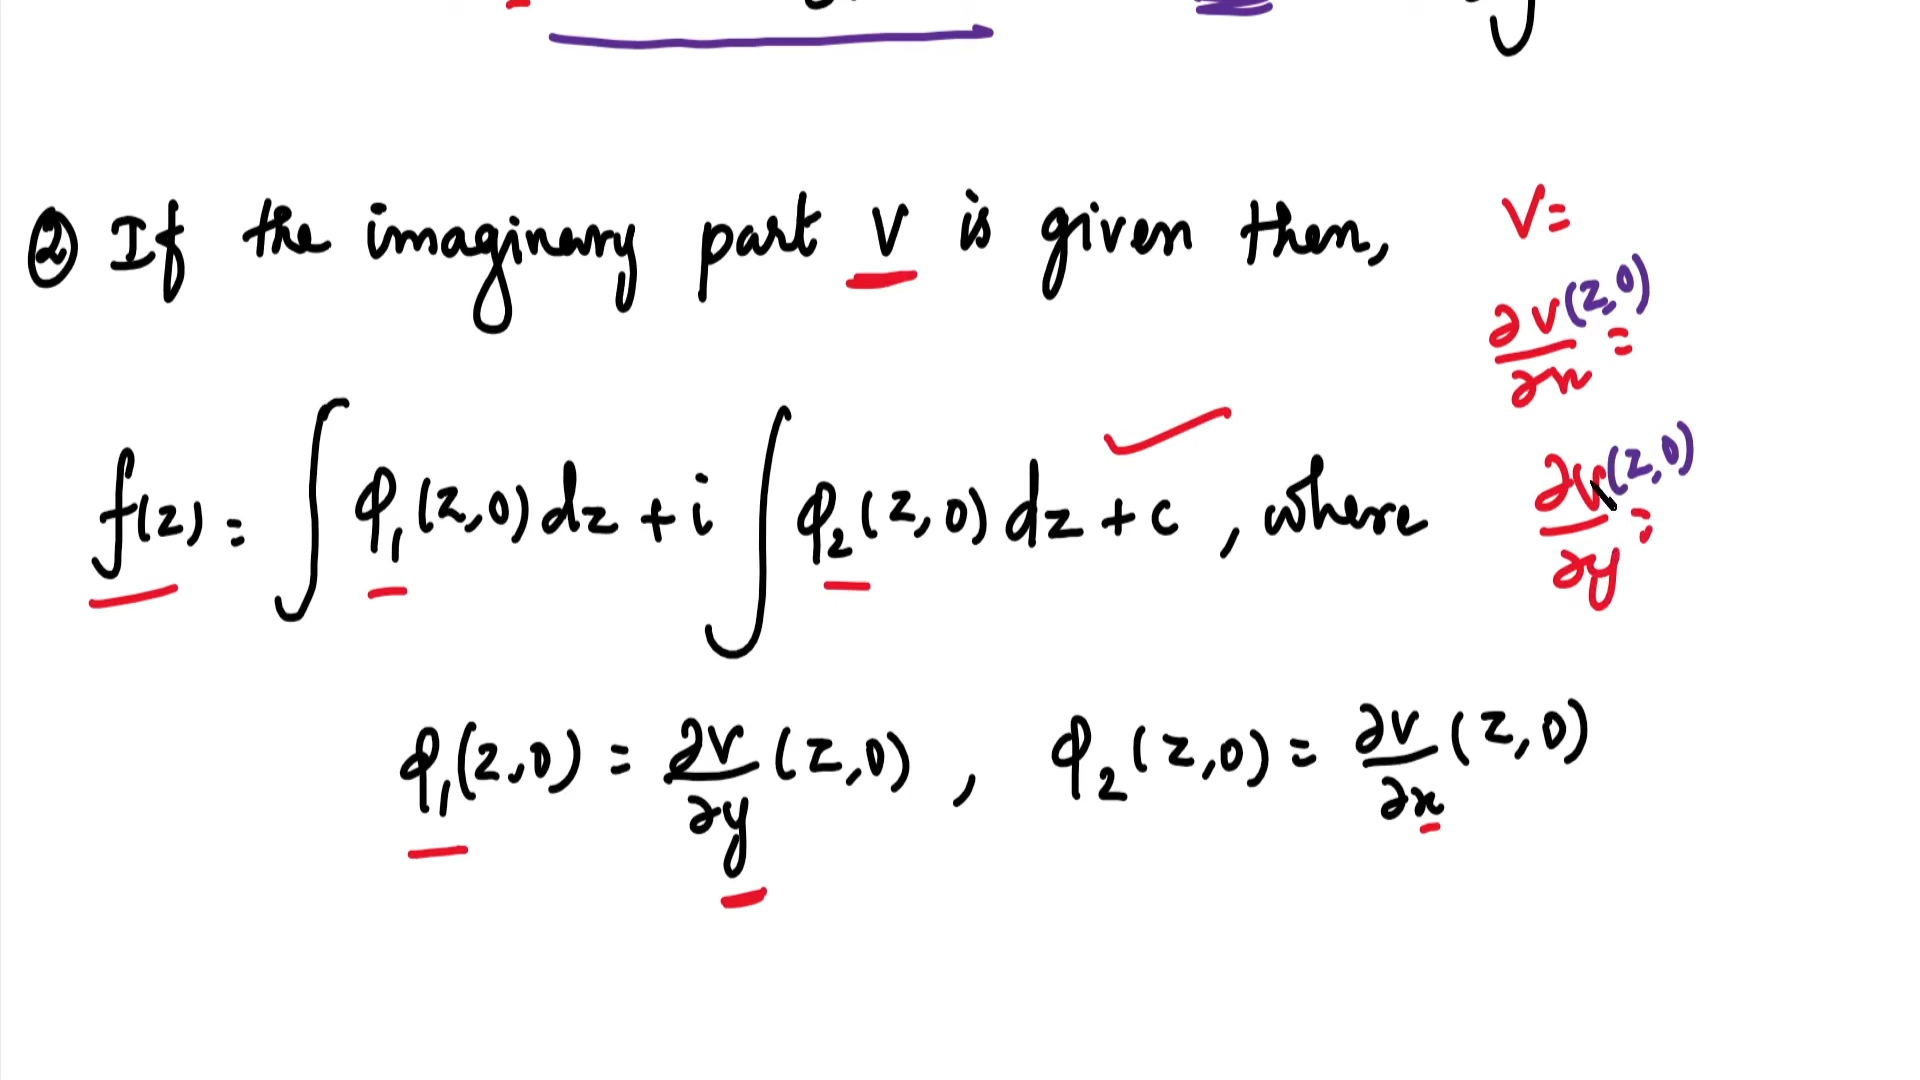 ② If the imaginary part V is given then,
f(z) = ∫ φ₁(z,0) dz + i ∫ φ₂(z,0) dz + c , where
φ₁(z,0) = ∂v/∂y (z,0) , φ₂(z,0) = ∂v/∂x (z,0)
V=
∂v(z,0)/∂x =
∂v(z,0)/∂y =